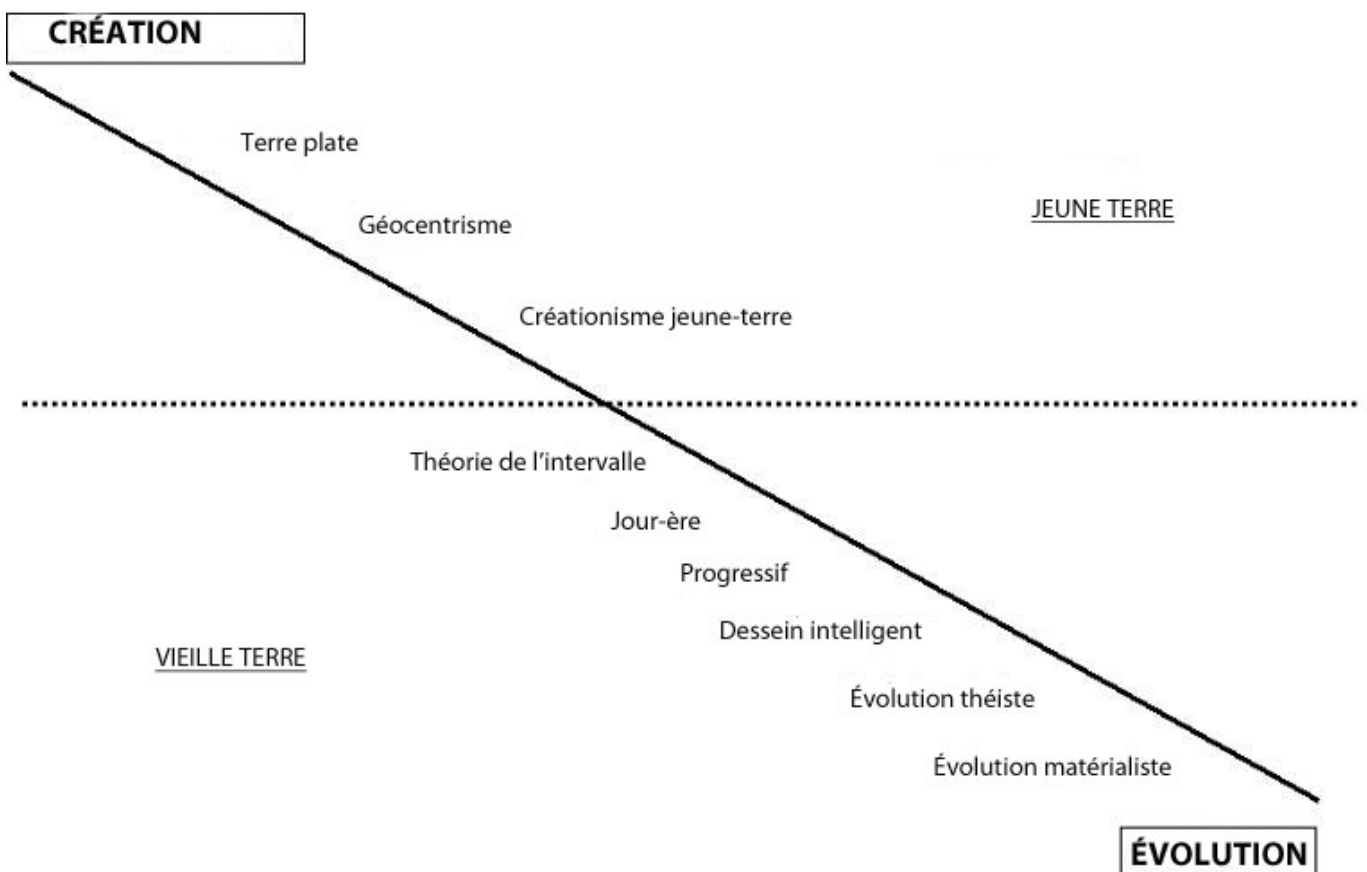 CRÉATION
Terre plate
JEUNE TERRE
Géocentrisme
Créationisme jeune-terre
Théorie de l'intervalle
Jour-ère
Progressif
Dessein intelligent
VIEILLE TERRE
Évolution théiste
Évolution matérialiste
ÉVOLUTION